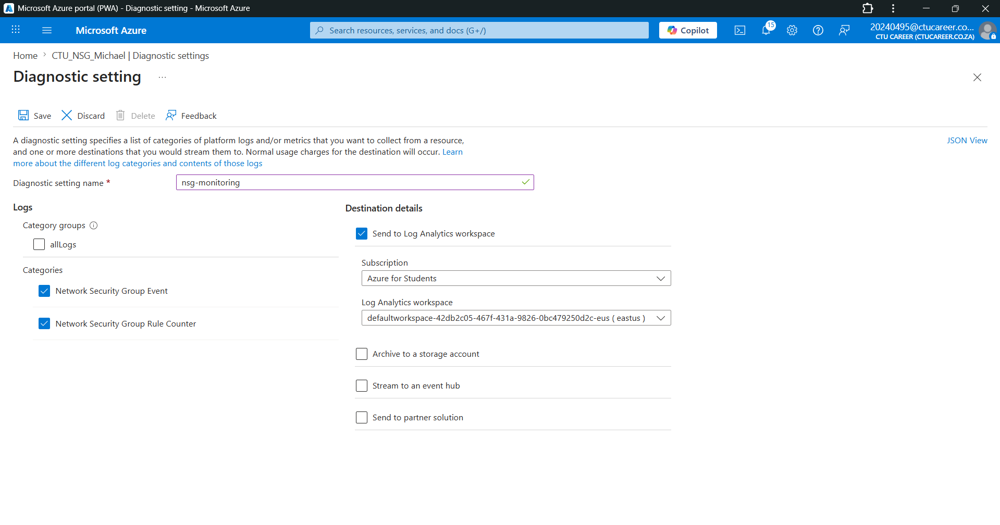 Microsoft Azure portal (PWA) - Diagnostic setting - Microsoft Azure
Microsoft Azure
Search resources, services, and docs (G+/)
Copilot
15
20240495@ctucareer.co...
CTU CAREER (CTUCAREER.CO.ZA)
Home > CTU_NSG_Michael | Diagnostic settings
Diagnostic setting ...
Save Discard Delete Feedback
A diagnostic setting specifies a list of categories of platform logs and/or metrics that you want to collect from a resource,
and one or more destinations that you would stream them to. Normal usage charges for the destination will occur. Learn
more about the different log categories and contents of those logs
JSON View
Diagnostic setting name *
nsg-monitoring
Logs
Category groups
allLogs
Categories
Network Security Group Event
Network Security Group Rule Counter
Destination details
Send to Log Analytics workspace
Subscription
Azure for Students
Log Analytics workspace
defaultworkspace-42db2c05-467f-431a-9826-0bc479250d2c-eus ( eastus )
Archive to a storage account
Stream to an event hub
Send to partner solution